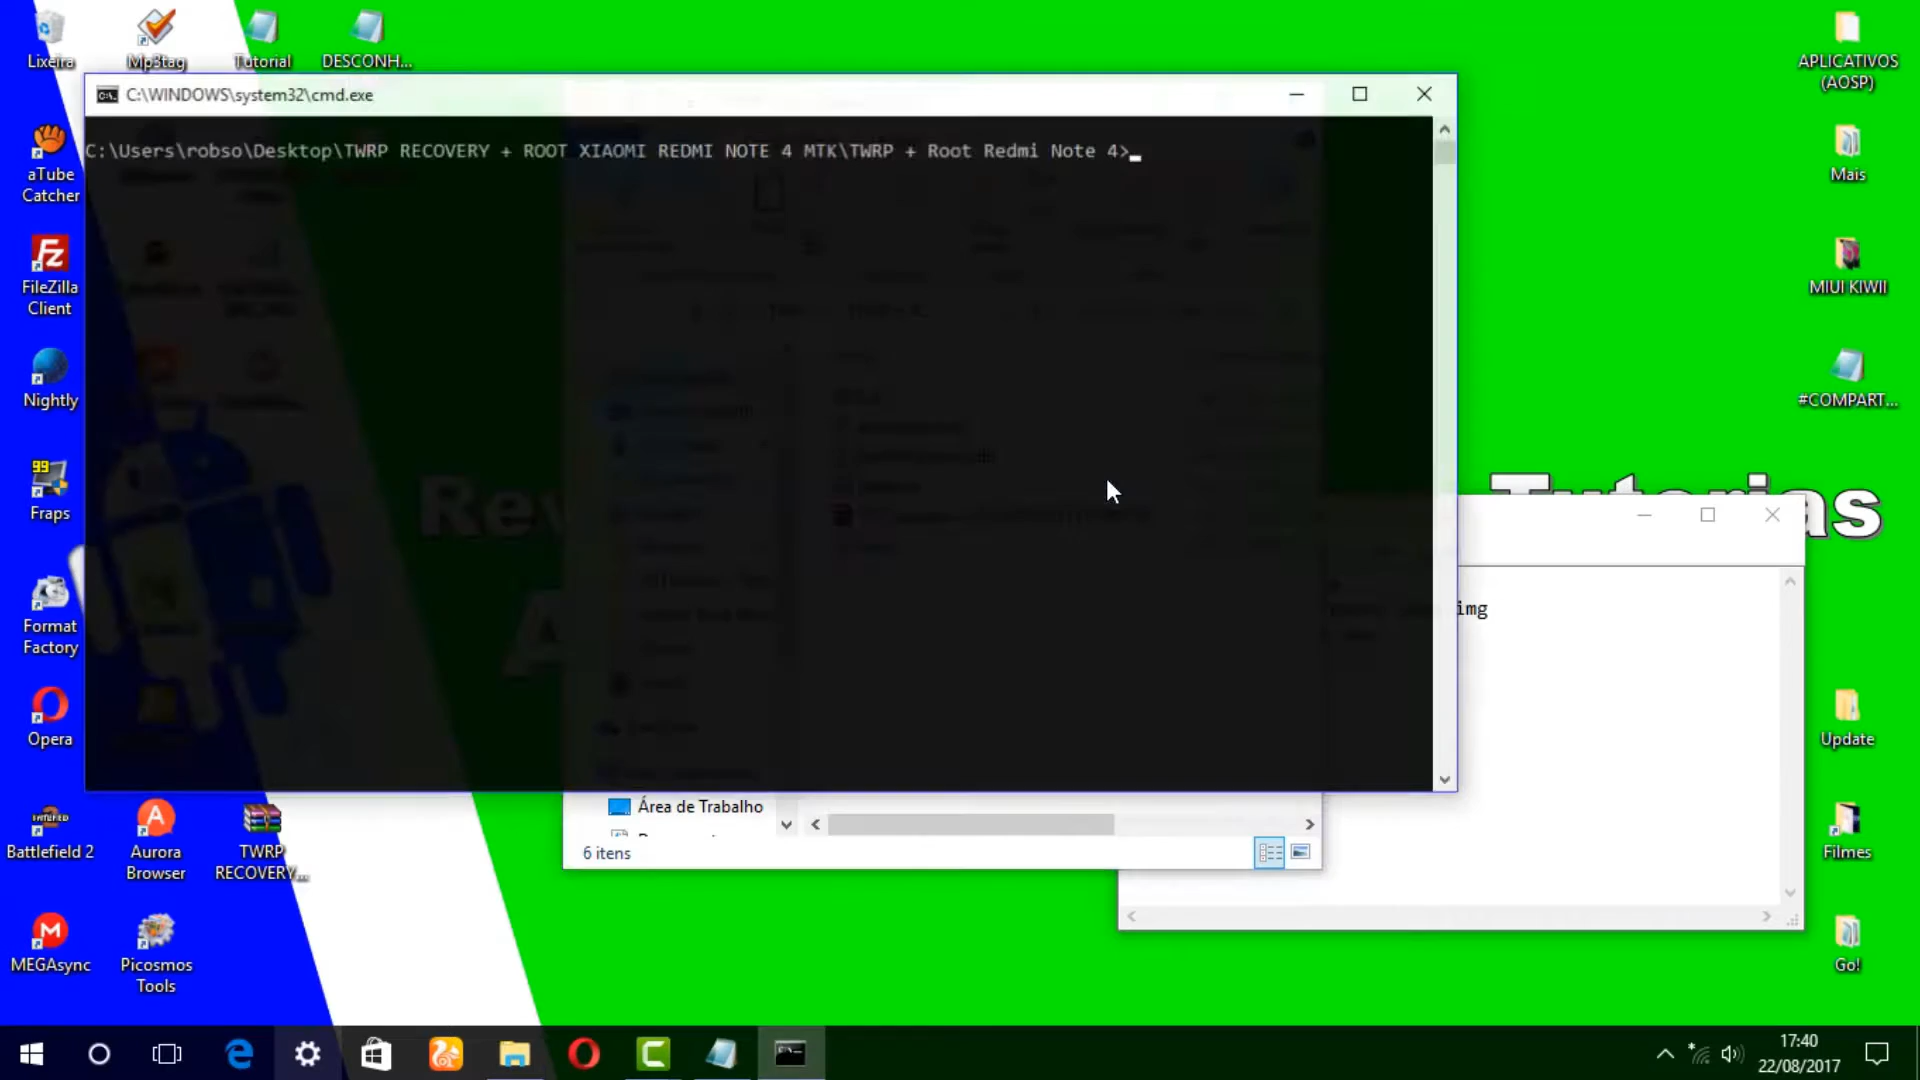 Lixeira
Mp3tag
Tutorial
DESCONH...
APLICATIVOS
(AOSP)
C:\WINDOWS\system32\cmd.exe
C:\Users\robso\Desktop\TWRP RECOVERY + ROOT XIAOMI REDMI NOTE 4 MTK\TWRP + Root Redmi Note 4>
aTube
Catcher
Mais
FileZilla
Client
MIUI KIWII
Nightly
#COMPART...
Fraps
Rev
Tutorias
Format
Factory
img
Opera
Update
Área de Trabalho
6 itens
Battlefield 2
Aurora
Browser
TWRP
RECOVERY...
Filmes
MEGAsync
Picosmos
Tools
Go!
17:40
22/08/2017